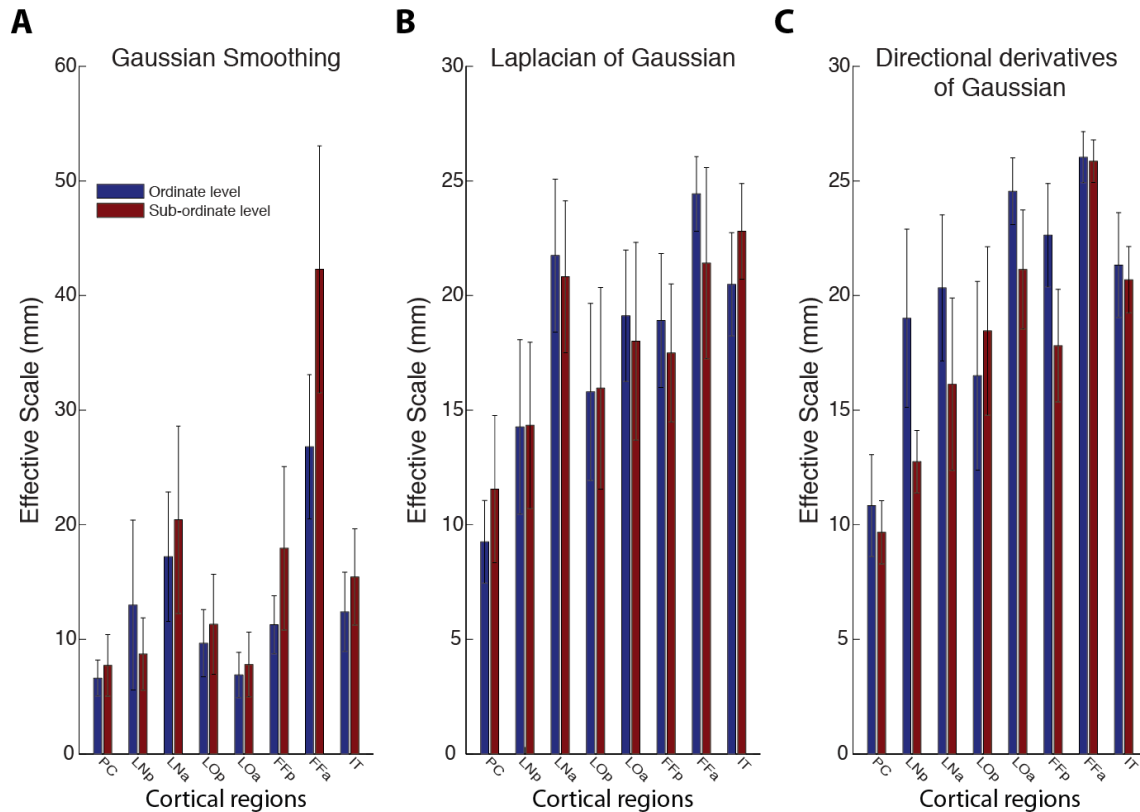 A
Gaussian Smoothing
60
50
40
30
20
10
0
Effective Scale (mm)
Ordinate level
Sub-ordinate level
PC
LNp
LNa
LOp
LOa
FFp
FFa
IT
Cortical regions
B
Laplacian of Gaussian
30
25
20
15
10
5
0
Effective Scale (mm)
PC
LNp
LNa
LOp
LOa
FFp
FFa
IT
Cortical regions
C
Directional derivatives
of Gaussian
30
25
20
15
10
5
0
Effective Scale (mm)
PC
LNp
LNa
LOp
LOa
FFp
FFa
IT
Cortical regions